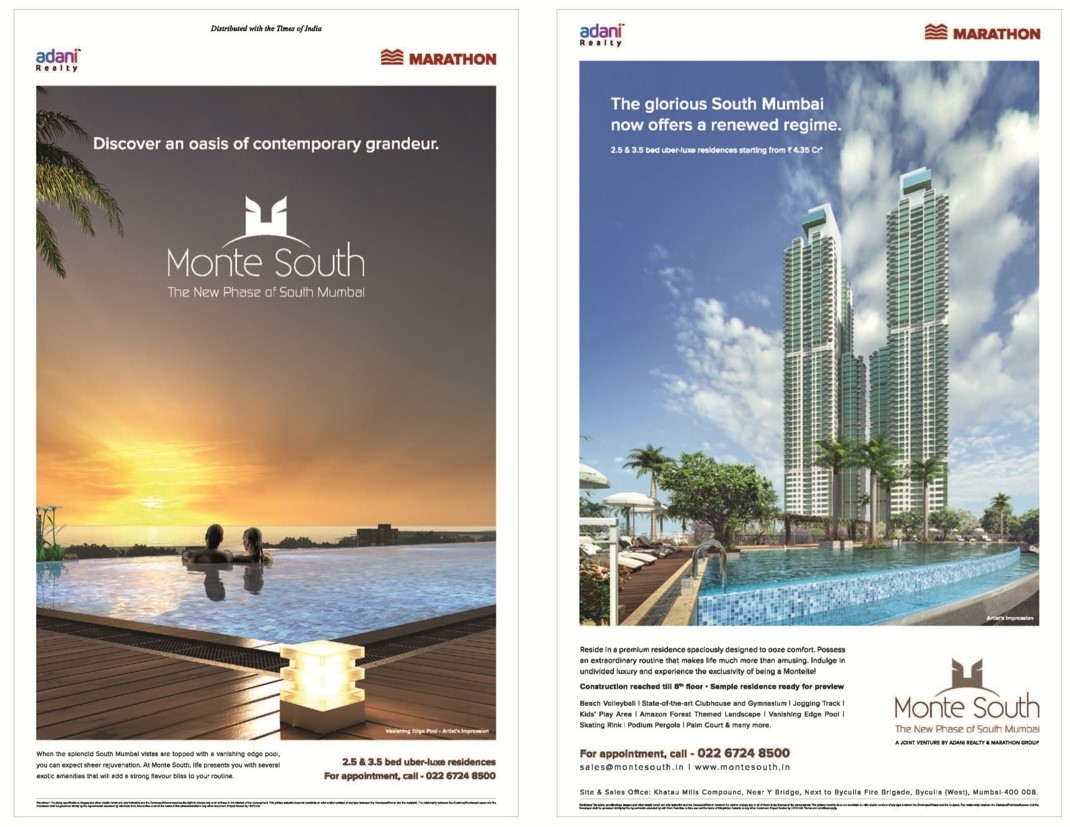 Distributed with the Times of India
adani
Realty
MARATHON
Discover an oasis of contemporary grandeur.
Monte South
The New Phase of South Mumbai
Vanishing Edge Pool - Artist's Impression
When the splendid South Mumbai vistas are topped with a vanishing edge pool,
you can expect sheer rejuvenation. At Monte South, life presents you with several
exotic amenities that will add a strong flavour bliss to your routine.
2.5 & 3.5 bed uber-luxe residences
For appointment, call - 022 6724 8500
adani
Realty
MARATHON
The glorious South Mumbai
now offers a renewed regime.
2.5 & 3.5 bed uber-luxe residences starting from ₹ 4.35 Cr*
Artist's Impression
Reside in a premium residence spaciously designed to ooze comfort. Possess
an extraordinary routine that makes life much more than amusing. Indulge in
undivided luxury and experience the exclusivity of being a Monteite!
Construction reached till 8th floor • Sample residence ready for preview
Beach Volleyball | State-of-the-art Clubhouse and Gymnasium | Jogging Track |
Kids' Play Area | Amazon Forest Themed Landscape | Vanishing Edge Pool |
Skating Rink | Podium Pergola | Palm Court & many more.
For appointment, call - 022 6724 8500
sales@montesouth.in | www.montesouth.in
Monte South
The New Phase of South Mumbai
A JOINT VENTURE BY ADANI REALTY & MARATHON GROUP
Site & Sales Office: Khatau Mills Compound, Near Y Bridge, Next to Byculla Fire Brigade, Byculla (West), Mumbai-400 008.